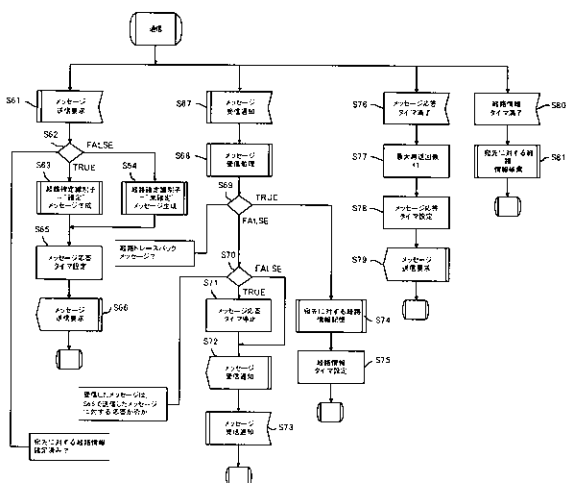 通信
S61
メッセージ
送信要求
S62
FALSE
TRUE
S63
経路確定識別子
="確定"
メッセージ生成
S64
経路確定識別子
="未確定"
メッセージ生成
S65
メッセージ応答
タイマ設定
メッセージ
送信要求
S66
S67
メッセージ
受信通知
S68
メッセージ
受信処理
S69
TRUE
FALSE
経路トレースバック
メッセージ?
S70
FALSE
TRUE
S71
メッセージ応答
タイマ停止
S72
メッセージ
受信通知
受信したメッセージは、
S66で送信したメッセージ
に対する応答か否か
メッセージ
受信通知
S73
宛先に対する経路情報
確定済み?
宛先に対する経路
情報記憶
S74
経路情報
タイマ設定
S75
S76
メッセージ応答
タイマ満了
S77
最大再送回数
S78
メッセージ応答
タイマ設定
S79
メッセージ
送信要求
経路情報
タイマ満了
S80
宛先に対する経路
情報破棄
S81